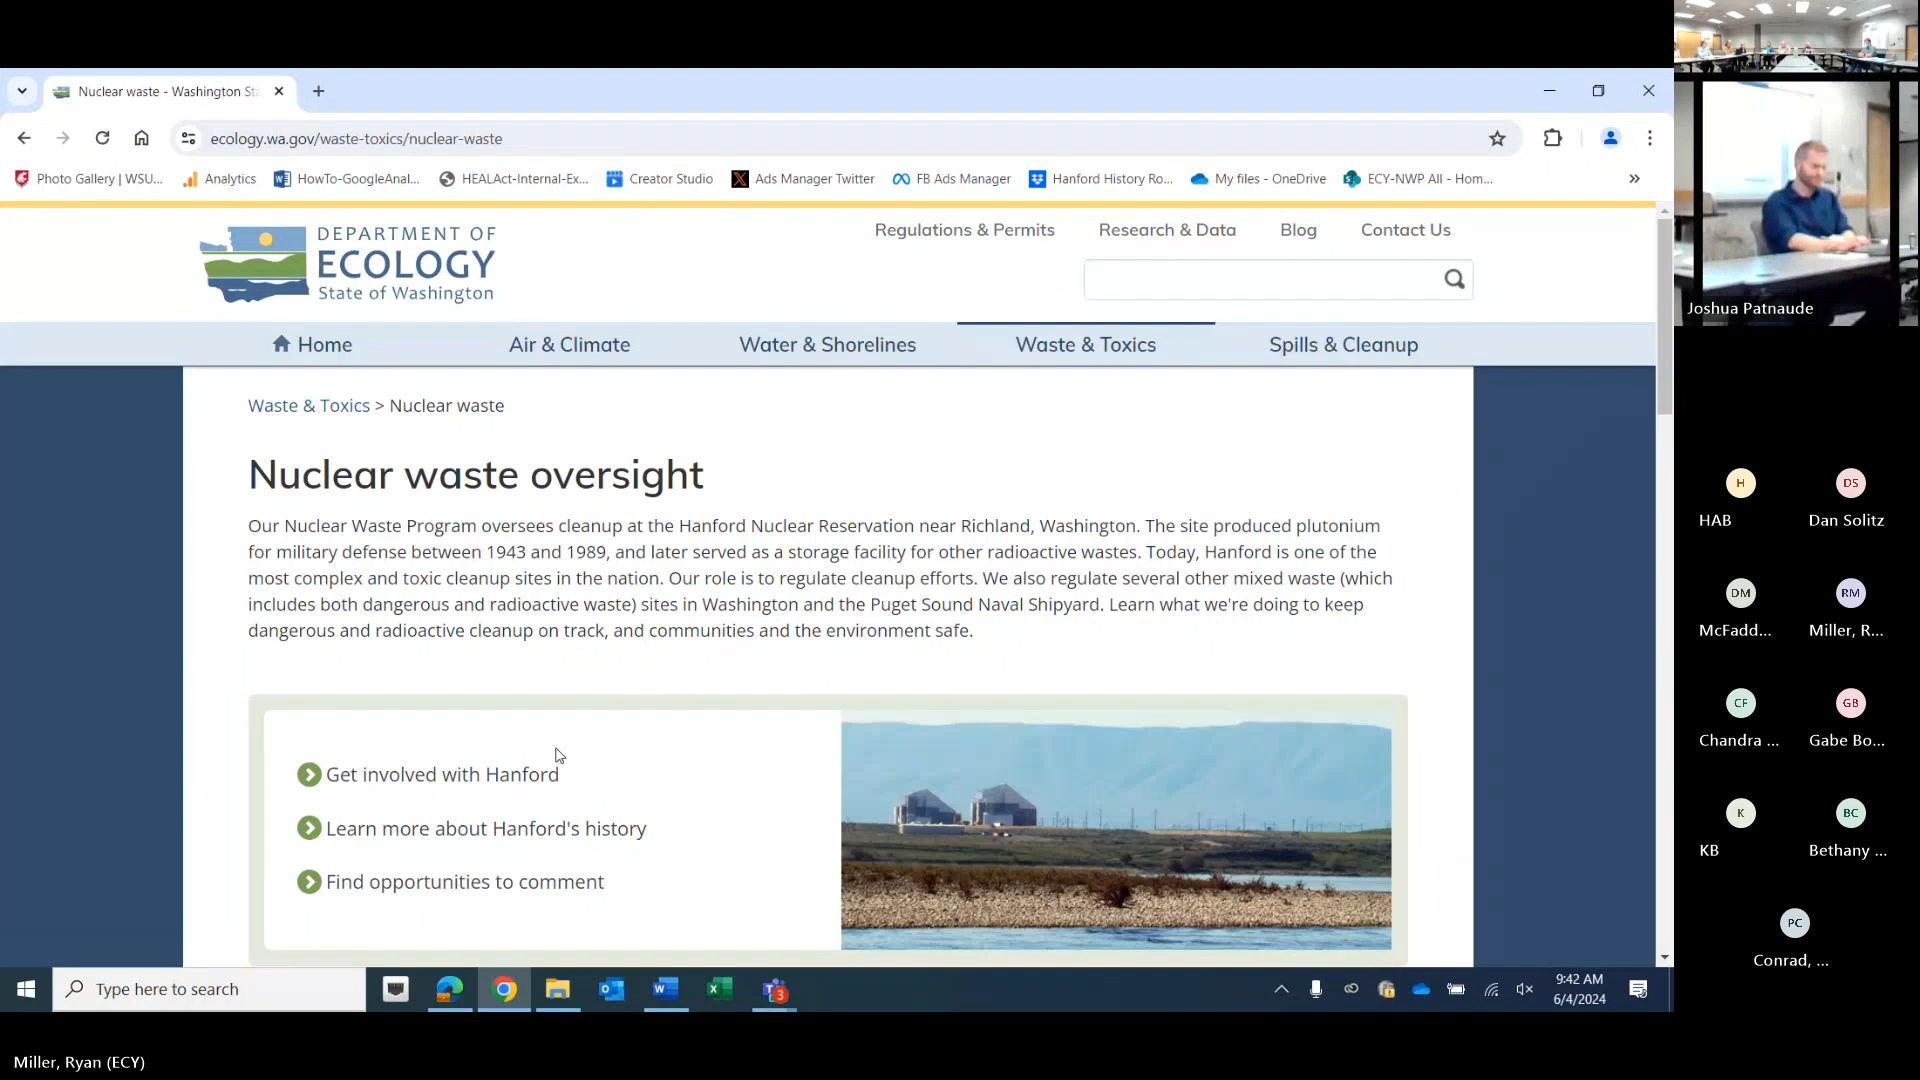 Nuclear waste - Washington Sta
ecology.wa.gov/waste-toxics/nuclear-waste
Photo Gallery | WSU...
Analytics
HowTo-GoogleAnal...
HEALAct-Internal-Ex...
Creator Studio
Ads Manager Twitter
FB Ads Manager
Hanford History Ro...
My files - OneDrive
ECY-NWP All - Hom...
DEPARTMENT OF
ECOLOGY
State of Washington
Regulations & Permits
Research & Data
Blog
Contact Us
Home
Air & Climate
Water & Shorelines
Waste & Toxics
Spills & Cleanup
Waste & Toxics > Nuclear waste
Nuclear waste oversight
Our Nuclear Waste Program oversees cleanup at the Hanford Nuclear Reservation near Richland, Washington. The site produced plutonium
for military defense between 1943 and 1989, and later served as a storage facility for other radioactive wastes. Today, Hanford is one of the
most complex and toxic cleanup sites in the nation. Our role is to regulate cleanup efforts. We also regulate several other mixed waste (which
includes both dangerous and radioactive waste) sites in Washington and the Puget Sound Naval Shipyard. Learn what we're doing to keep
dangerous and radioactive cleanup on track, and communities and the environment safe.
Get involved with Hanford
Learn more about Hanford's history
Find opportunities to comment
Type here to search
3
9:42 AM
6/4/2024
Joshua Patnaude
H
HAB
DS
Dan Solitz
DM
McFadd...
RM
Miller, R...
CF
Chandra ...
GB
Gabe Bo...
K
KB
BC
Bethany ...
PC
Conrad, ...
Miller, Ryan (ECY)